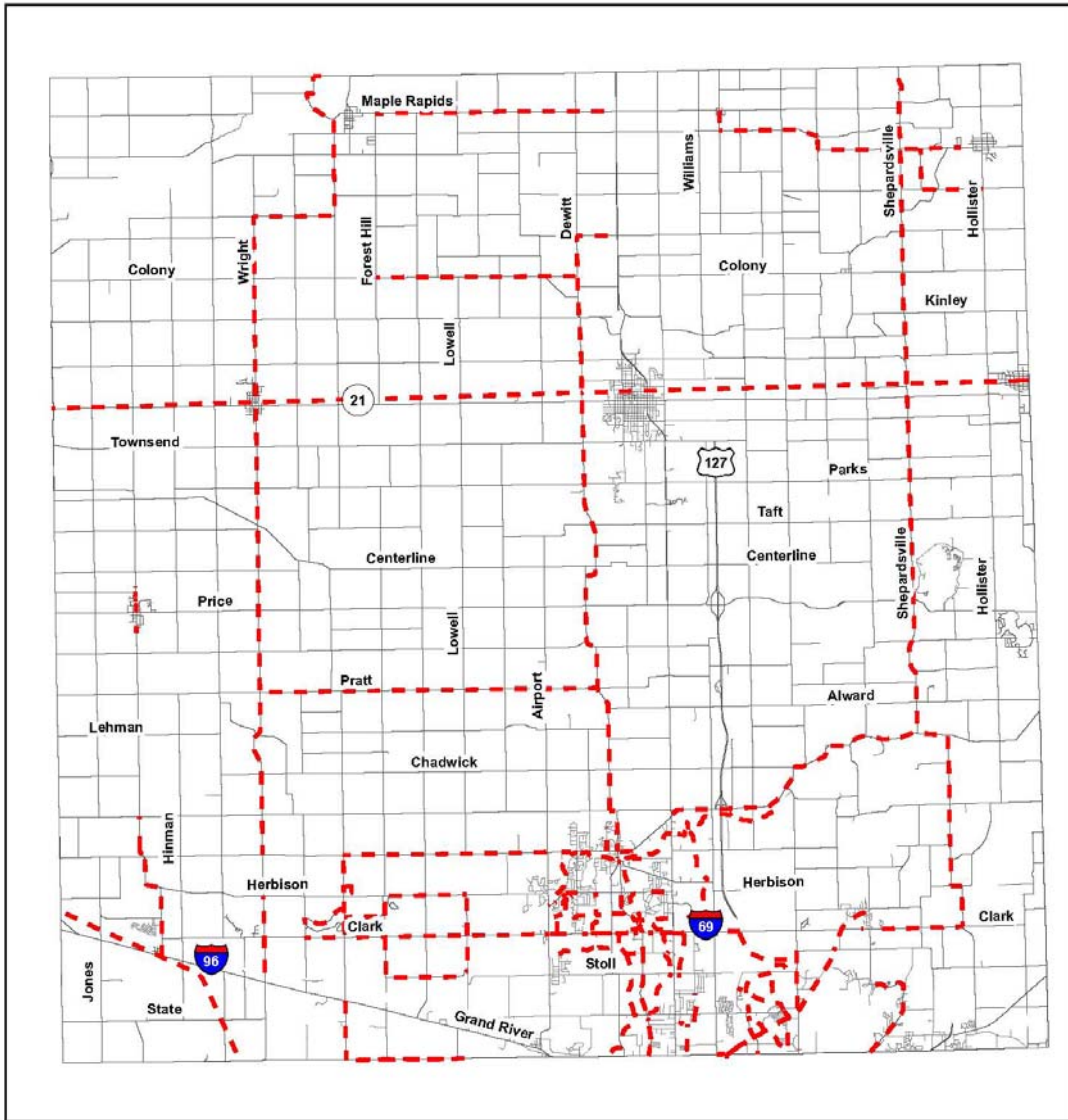 Maple Rapids
Williams
Shepardsville
Hollister
Dewitt
Forest Hill
Wright
Colony
Colony
Kinley
Lowell
21
Townsend
127
Parks
Taft
Centerline
Centerline
Shepardsville
Hollister
Price
Lowell
Pratt
Airport
Alward
Lehman
Chadwick
Hinman
Herbison
Herbison
Clark
Clark
69
Stoll
96
Jones
State
Grand River